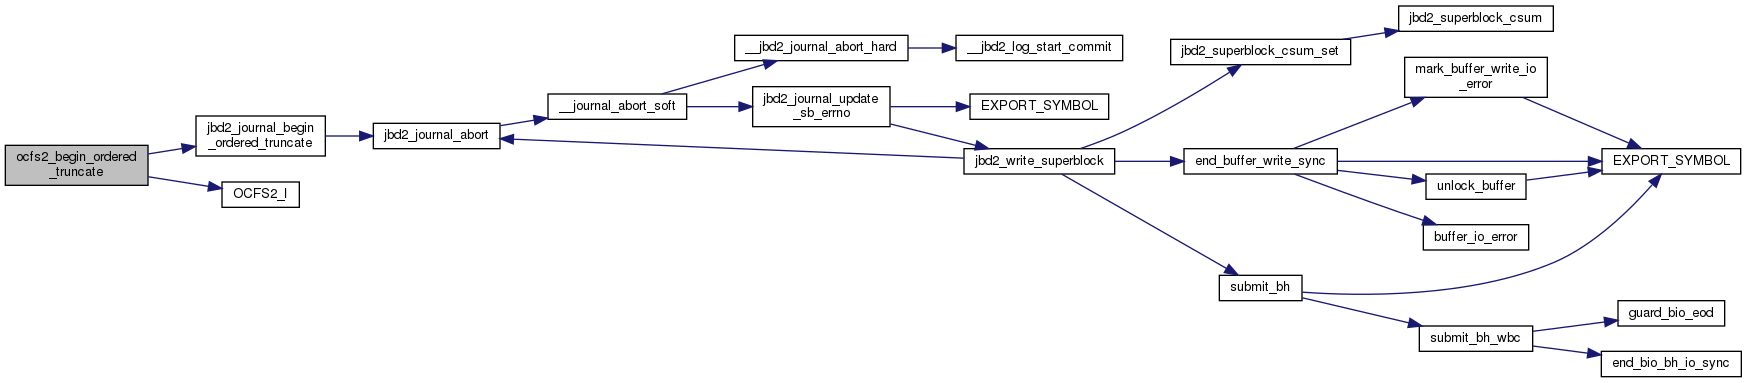 ocfs2_begin_ordered
_truncate
jbd2_journal_begin
_ordered_truncate
OCFS2_I
jbd2_journal_abort
__journal_abort_soft
__jbd2_journal_abort_hard
__jbd2_log_start_commit
jbd2_journal_update
_sb_errno
EXPORT_SYMBOL
jbd2_write_superblock
jbd2_superblock_csum_set
jbd2_superblock_csum
end_buffer_write_sync
mark_buffer_write_io
_error
EXPORT_SYMBOL
unlock_buffer
buffer_io_error
submit_bh
submit_bh_wbc
guard_bio_eod
end_bio_bh_io_sync